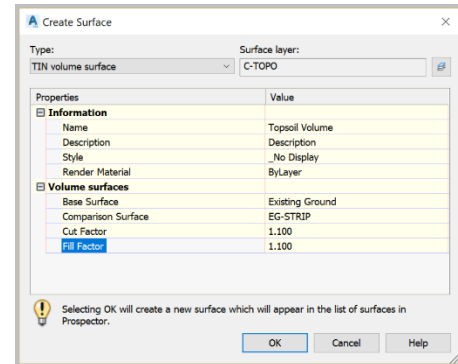 Create Surface
Type: Surface layer:
TIN volume surface C-TOPO
Properties Value
Information
Name Topsoil Volume
Description Description
Style _No Display
Render Material ByLayer
Volume surfaces
Base Surface Existing Ground
Comparison Surface EG-STRIP
Cut Factor 1.100
Fill Factor 1.100
Selecting OK will create a new surface which will appear in the list of surfaces in
Prospector.
OK Cancel Help